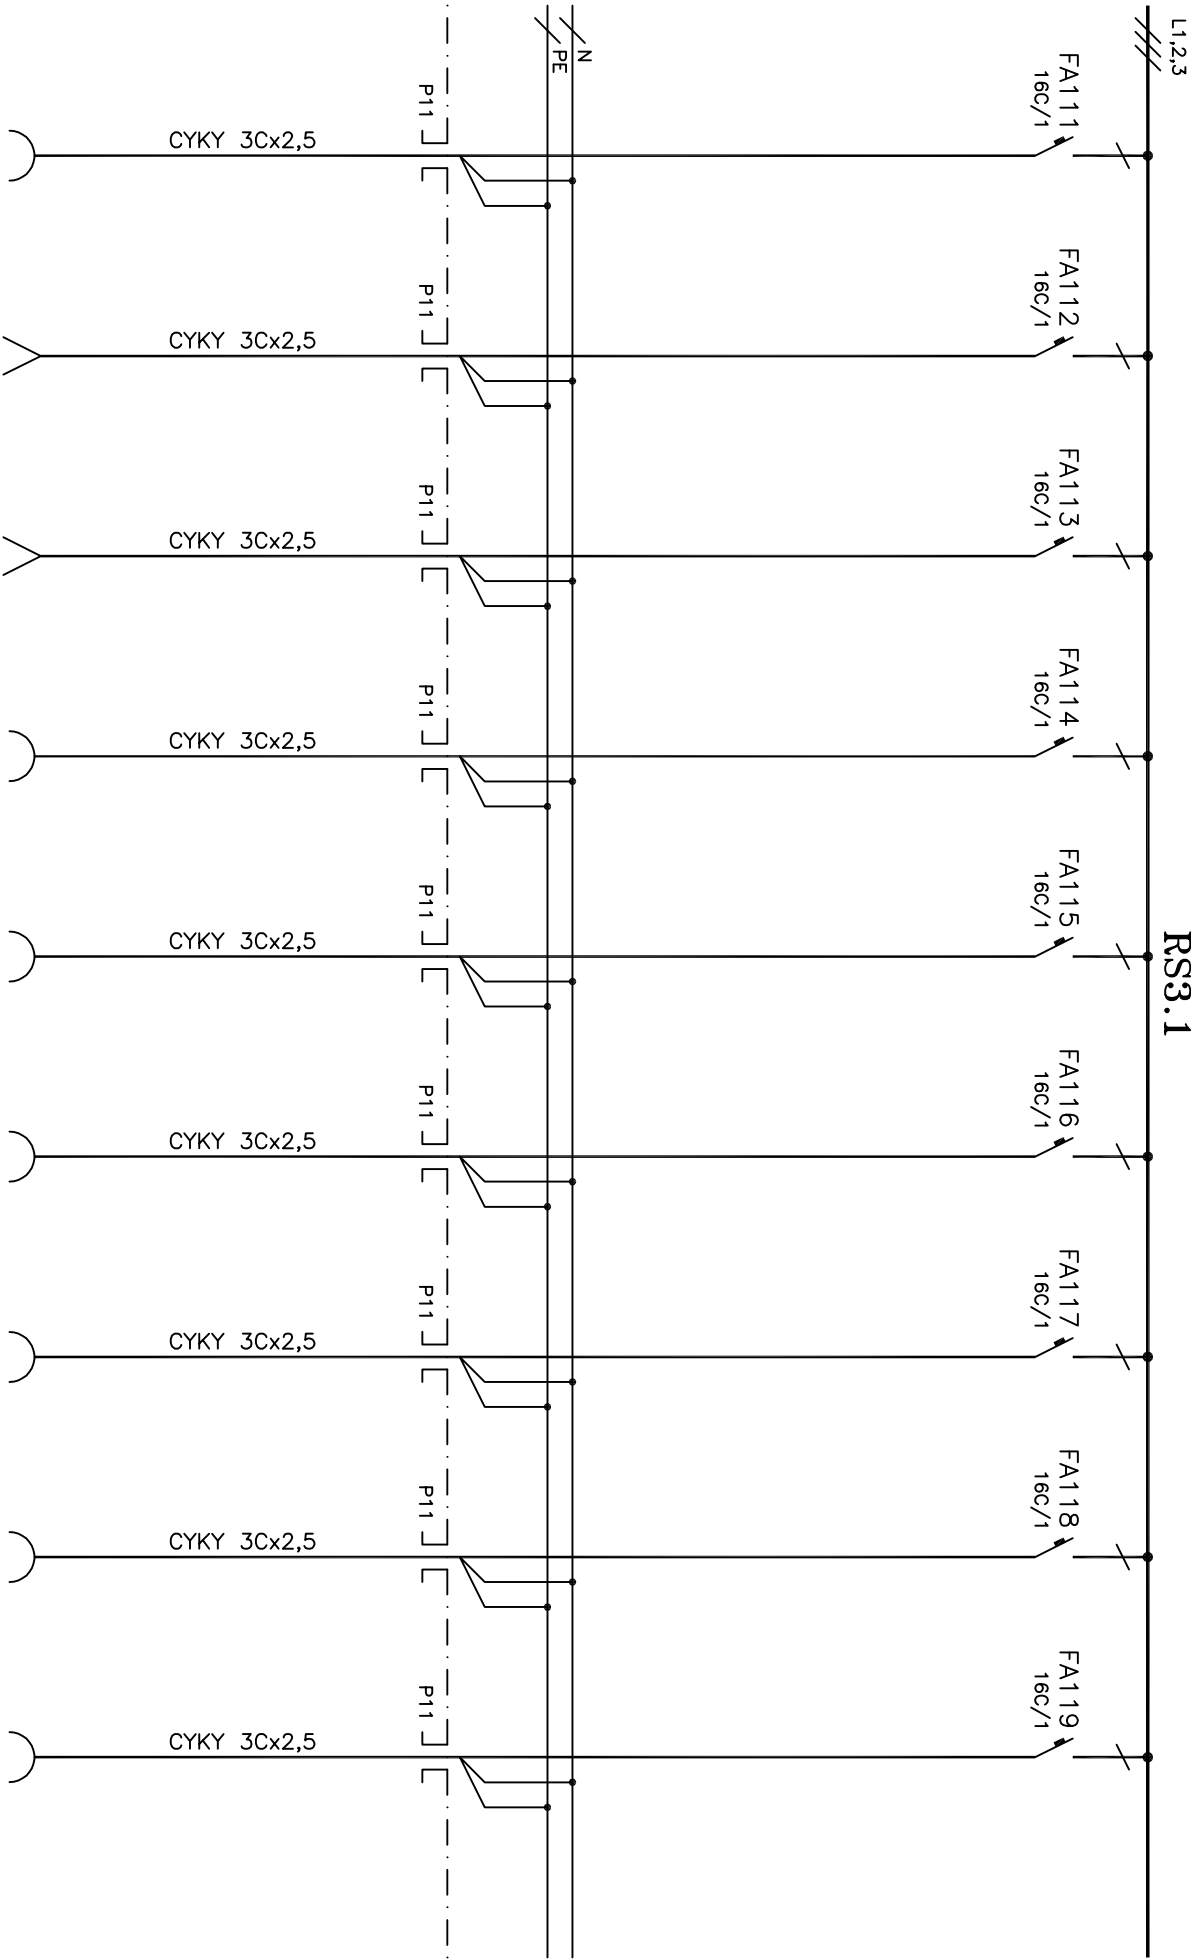 RS3.1
L1,2,3
FA111
16C/1
FA112
16C/1
FA113
16C/1
FA114
16C/1
FA115
16C/1
FA116
16C/1
FA117
16C/1
FA118
16C/1
FA119
16C/1
N
PE
P11
P11
P11
P11
P11
P11
P11
P11
P11
CYKY 3Cx2,5
CYKY 3Cx2,5
CYKY 3Cx2,5
CYKY 3Cx2,5
CYKY 3Cx2,5
CYKY 3Cx2,5
CYKY 3Cx2,5
CYKY 3Cx2,5
CYKY 3Cx2,5